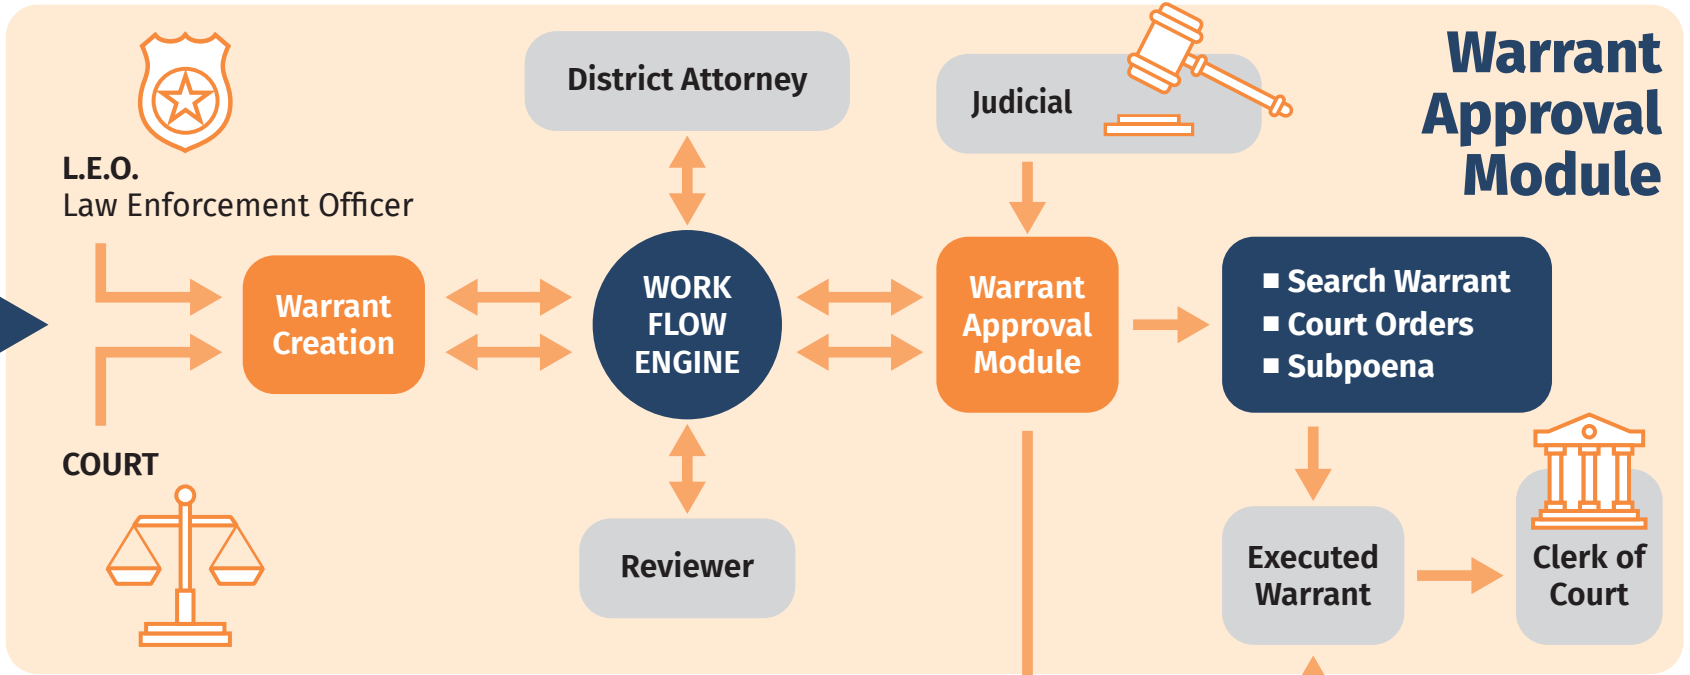 Warrant
Approval
Module
District Attorney
Judicial
L.E.O.
Law Enforcement Officer
Warrant
Creation
WORK
FLOW
ENGINE
Warrant
Approval
Module
Search Warrant
Court Orders
Subpoena
COURT
Reviewer
Executed
Warrant
Clerk of
Court